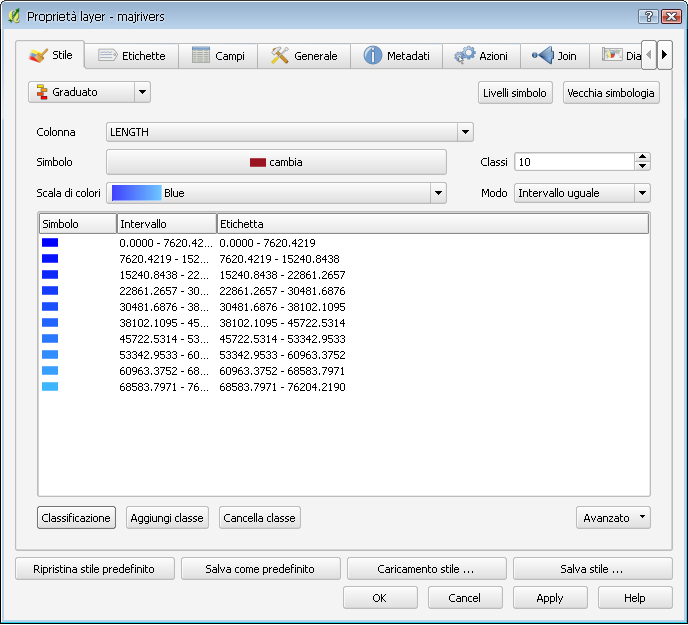 Proprietà layer - majrivers
Stile Etichette Campi Generale Metadati Azioni Join Dia
Graduato Livelli simbolo Vecchia simbologia
Colonna LENGTH
Simbolo cambia Classi 10
Scala di colori Blue Modo Intervallo uguale
Simbolo Intervallo Etichetta
0.0000 - 7620.42... 0.0000 - 7620.4219
7620.4219 - 152... 7620.4219 - 15240.8438
15240.8438 - 22... 15240.8438 - 22861.2657
22861.2657 - 30... 22861.2657 - 30481.6876
30481.6876 - 38... 30481.6876 - 38102.1095
38102.1095 - 45... 38102.1095 - 45722.5314
45722.5314 - 53... 45722.5314 - 53342.9533
53342.9533 - 60... 53342.9533 - 60963.3752
60963.3752 - 68... 60963.3752 - 68583.7971
68583.7971 - 76... 68583.7971 - 76204.2190
Classificazione Aggiungi classe Cancella classe Avanzato
Ripristina stile predefinito Salva come predefinito Caricamento stile ... Salva stile ...
OK Cancel Apply Help